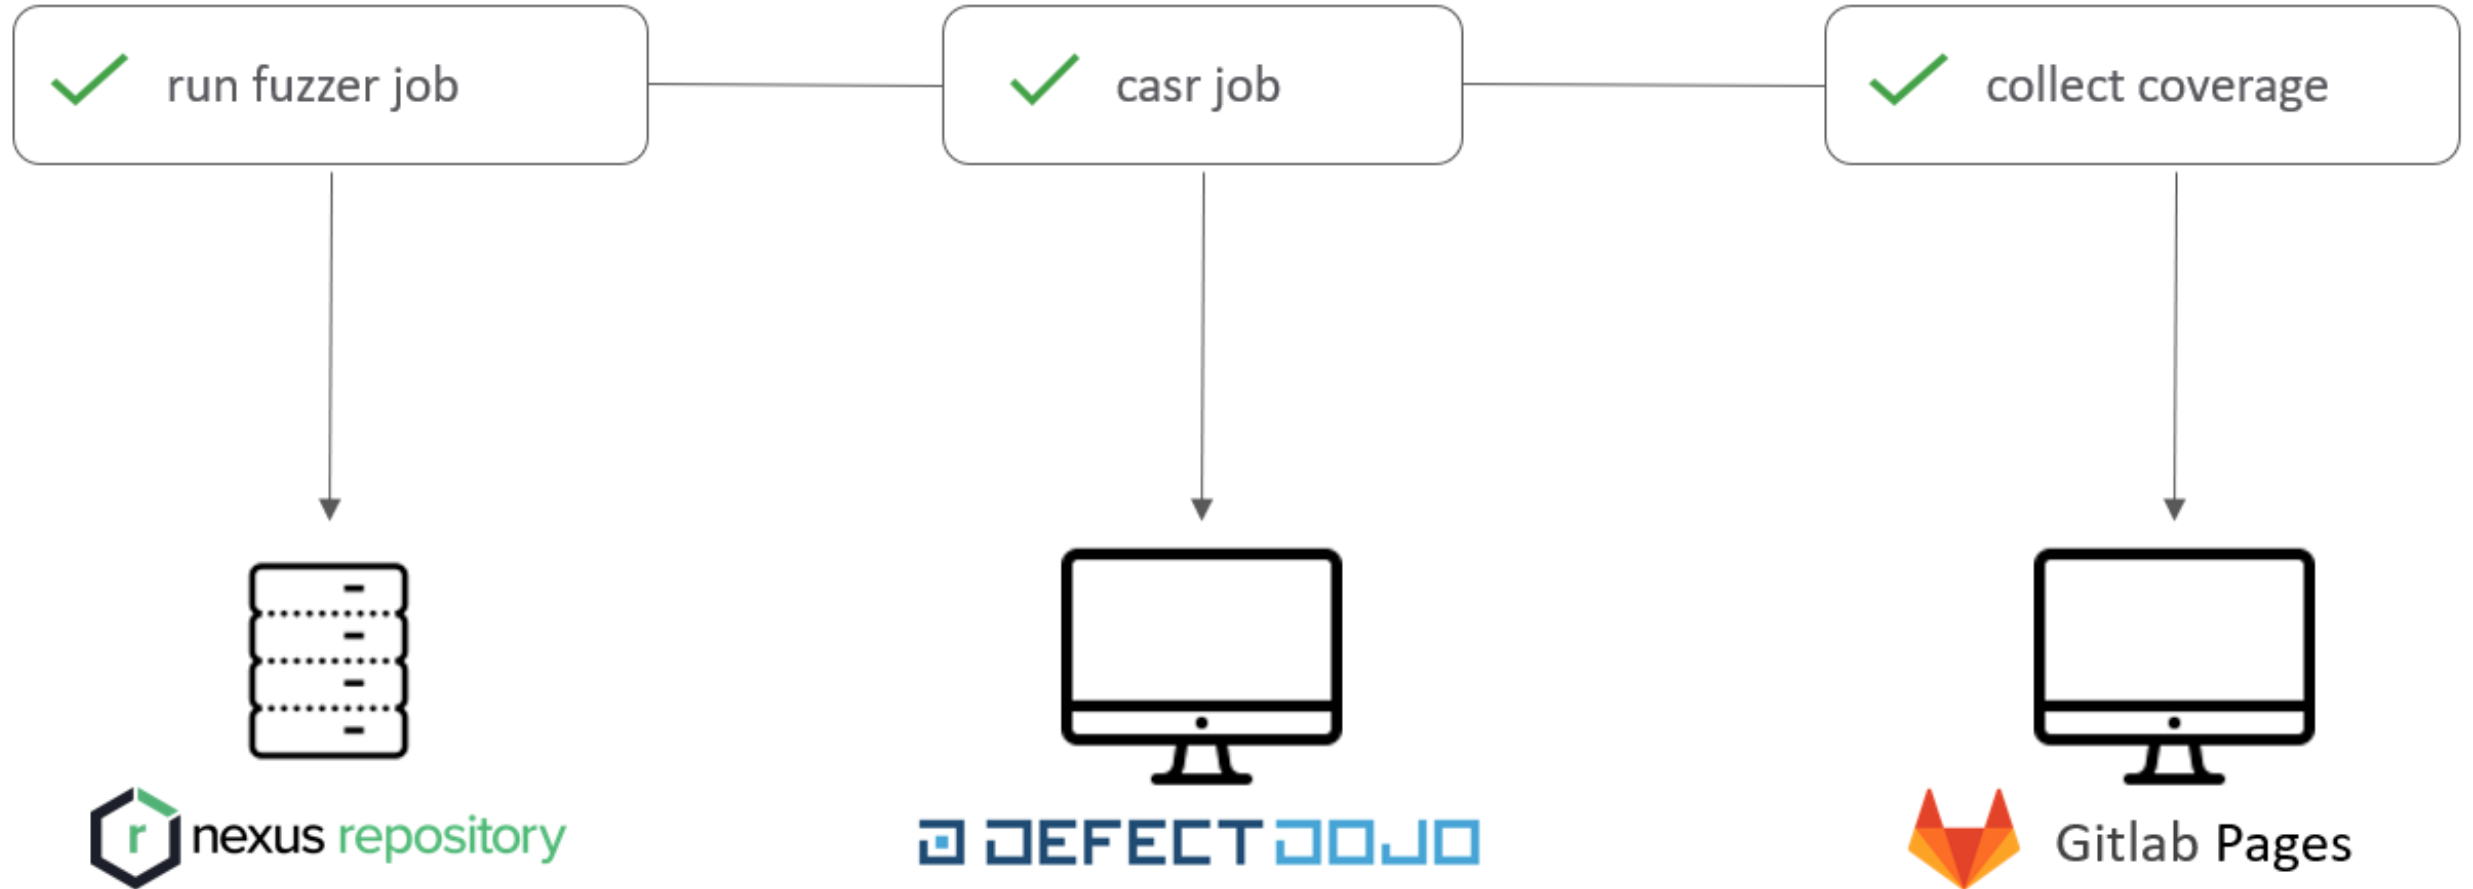 run fuzzer job
casr job
collect coverage
r nexus repository
DEFECTDOJO
Gitlab Pages